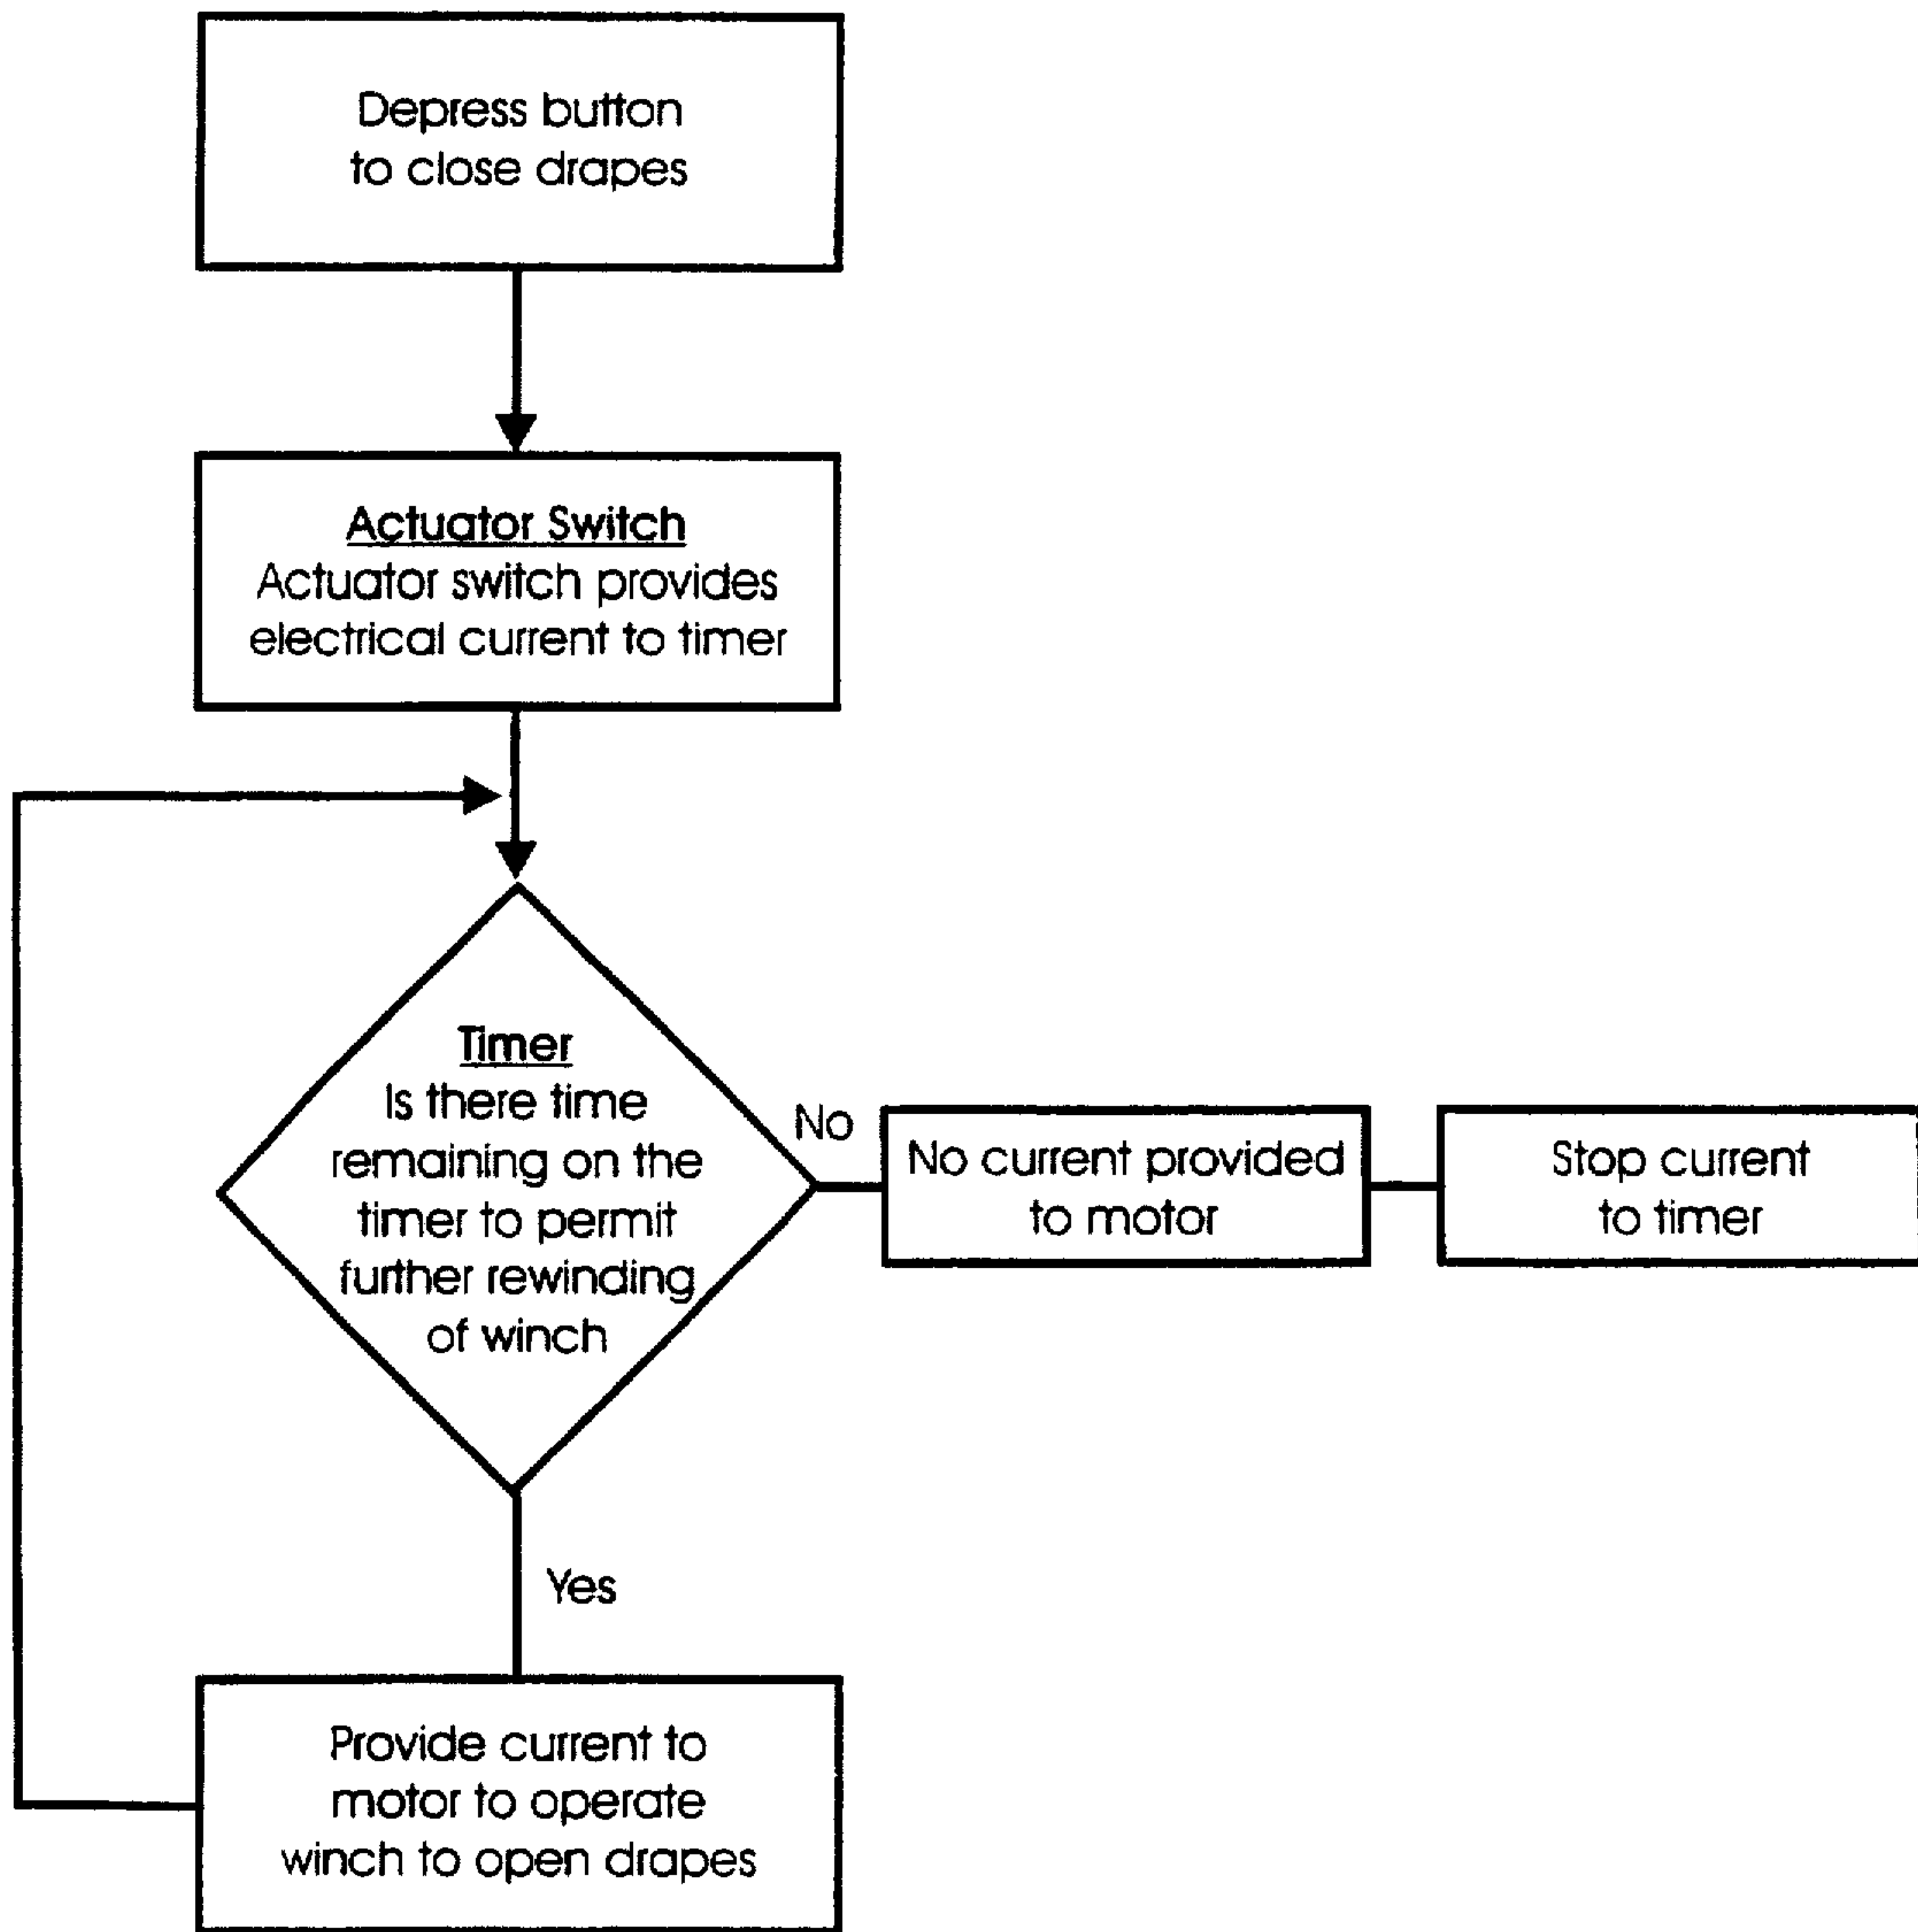 Depress button
to close drapes
Actuator Switch
Actuator switch provides
electrical current to timer
Timer
Is there time
remaining on the
timer to permit
further rewinding
of winch
No
No current provided
to motor
Stop current
to timer
Yes
Provide current to
motor to operate
winch to open drapes